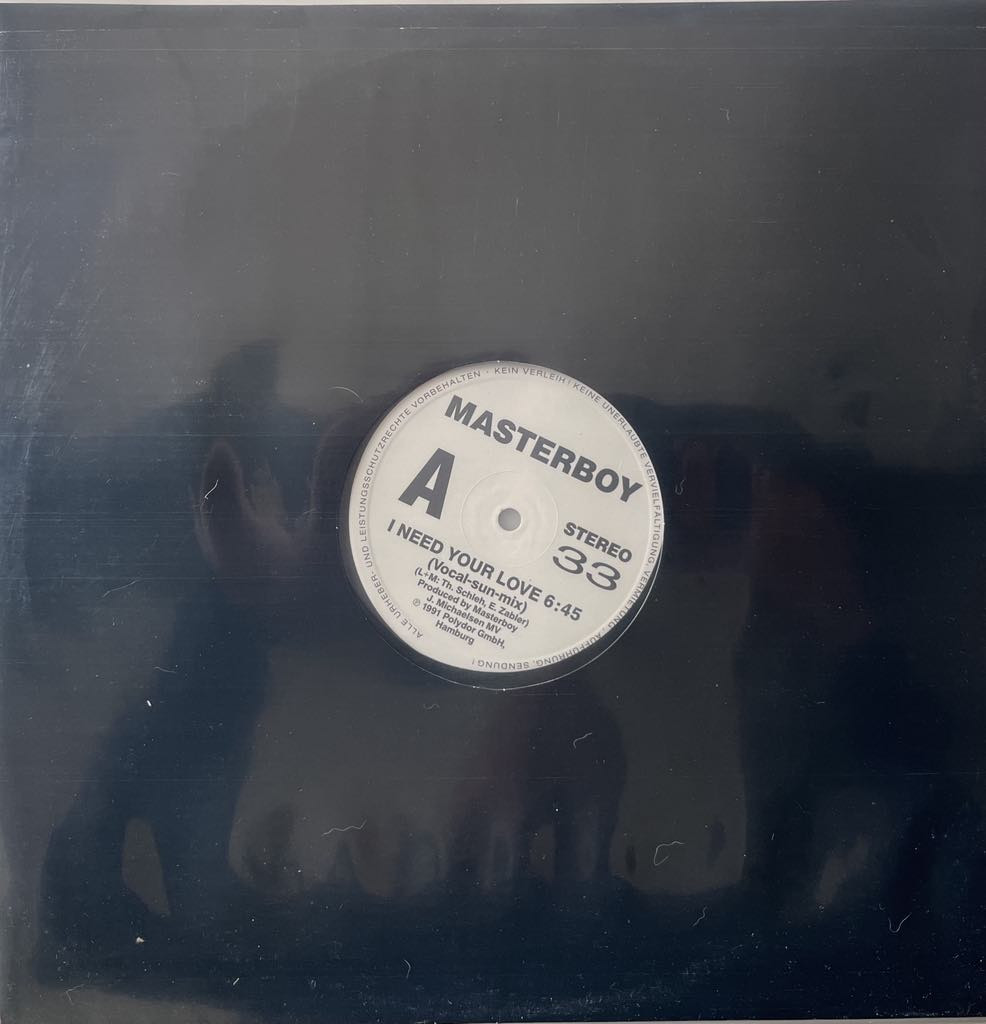 ALLE URHEBER- UND LEISTUNGSSCHUTZRECHTE VORBEHALTEN · KEIN VERLEIH! KEINE UNERLAUBTE VERVIELFÄLTIGUNG, VERMIETUNG, AUFFÜHRUNG, SENDUNG!
MASTERBOY
A
STEREO
33
I NEED YOUR LOVE 6:45
(Vocal-sun-mix)
(L+M: Th. Schleh, E. Zabler)
Produced by Masterboy
J. Michaelsen MV
℗ 1991 Polydor GmbH,
Hamburg